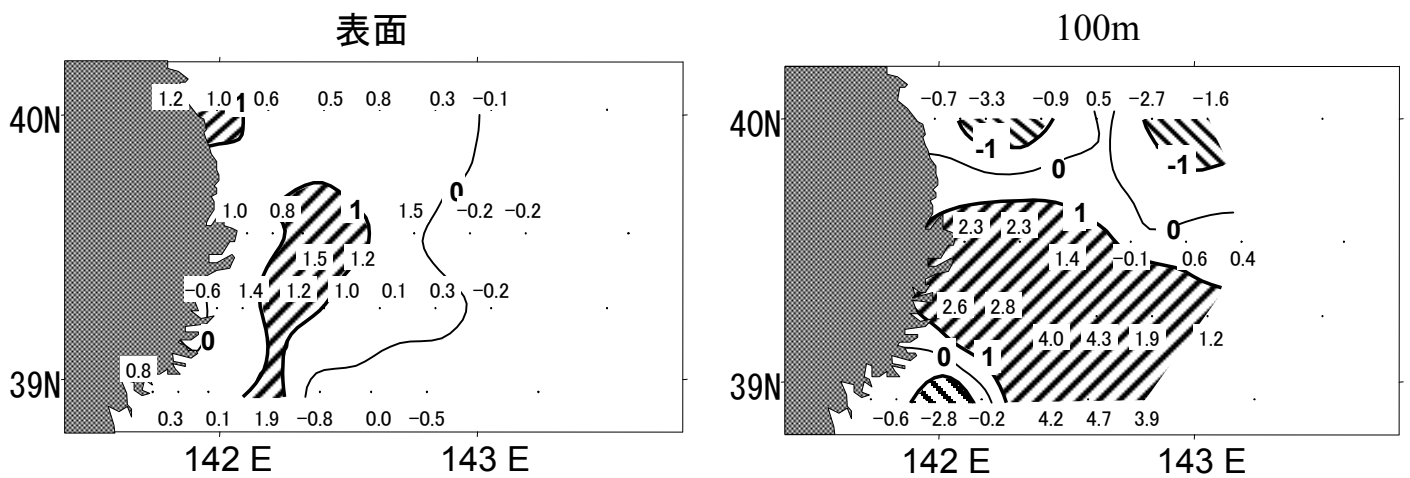 表面
1.2 1.0 1 0.6 0.5 0.8 0.3 −0.1
40N
0
1.0 0.8 1 1.5 −0.2 −0.2
1.5 1.2
−0.6 1.4 1.2 1.0 0.1 0.3 −0.2
0
0.8
39N
0.3 0.1 1.9 −0.8 0.0 −0.5
142 E 143 E
100m
−0.7 −3.3 −0.9 0.5 −2.7 −1.6
40N
-1 -1
0
1
2.3 2.3 0
1.4 −0.1 0.6 0.4
2.6 2.8
4.0 4.3 1.9 1.2
0 1
39N
−0.6 −2.8 −0.2 4.2 4.7 3.9
142 E 143 E